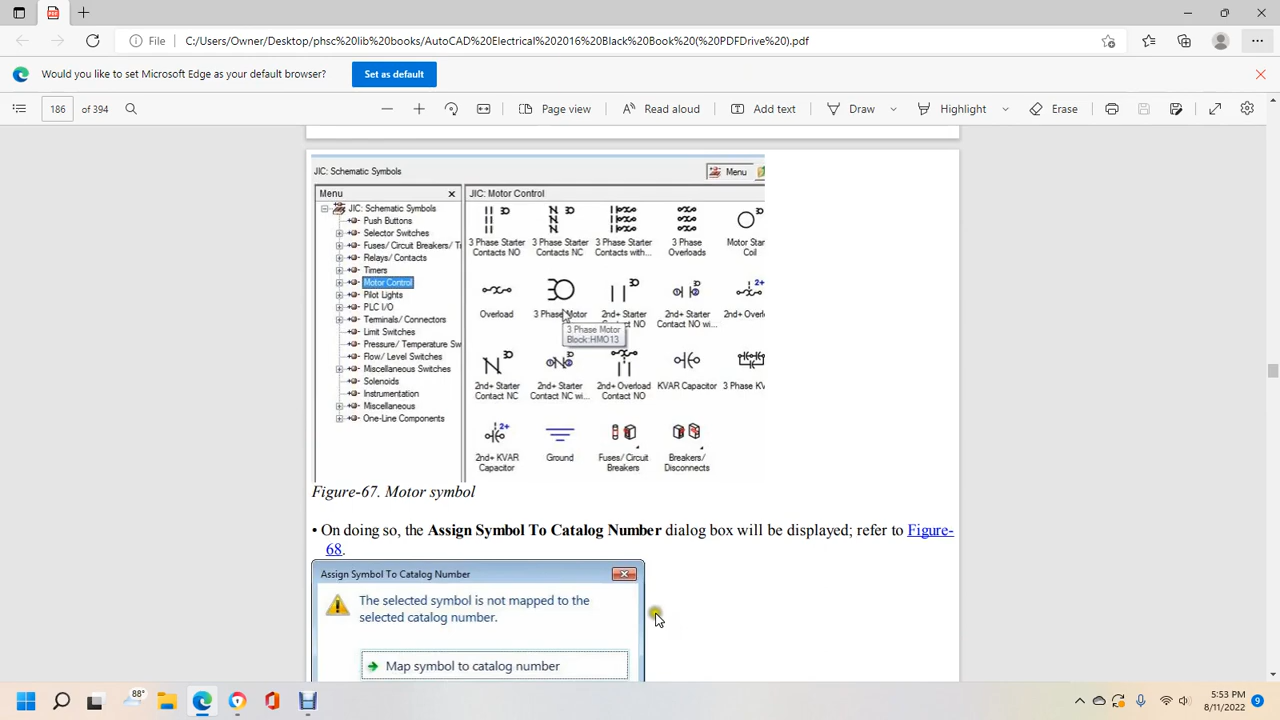 File C:/Users/Owner/Desktop/phsc%20lib%20books/AutoCAD%20Electrical%202016%20Black%20Book%20(%20PDFDrive%20).pdf
Would you like to set Microsoft Edge as your default browser? Set as default
186 of 394 Page view Read aloud Add text Draw Highlight Erase
JIC: Schematic Symbols Menu
Menu JIC: Motor Control
JIC: Schematic Symbols
Push Buttons
Selector Switches
Fuses/ Circuit Breakers/ T
Relays/ Contacts
Timers
Motor Control
Pilot Lights
PLC I/O
Terminals/ Connectors
Limit Switches
Pressure/ Temperature Sw
Flow/ Level Switches
Miscellaneous Switches
Solenoids
Instrumentation
Miscellaneous
One-Line Components
3 Phase Starter Contacts NO
3 Phase Starter Contacts NC
3 Phase Starter Contacts with...
3 Phase Overloads
Motor Star Coil
Overload
3 Phase Motor
2nd+ Starter Contact NO
2nd+ Starter Contact NO wi...
2nd+ Overlo
3 Phase Motor
Block:HMO13
2nd+ Starter Contact NC
2nd+ Starter Contact NC wi...
2nd+ Overload Contact NO
KVAR Capacitor
3 Phase KV
2+
2nd+ KVAR Capacitor
Ground
Fuses/ Circuit Breakers
Breakers/ Disconnects
Figure-67. Motor symbol
• On doing so, the Assign Symbol To Catalog Number dialog box will be displayed; refer to Figure-
68.
Assign Symbol To Catalog Number
The selected symbol is not mapped to the
selected catalog number.
Map symbol to catalog number
88°
5:53 PM
8/11/2022
9